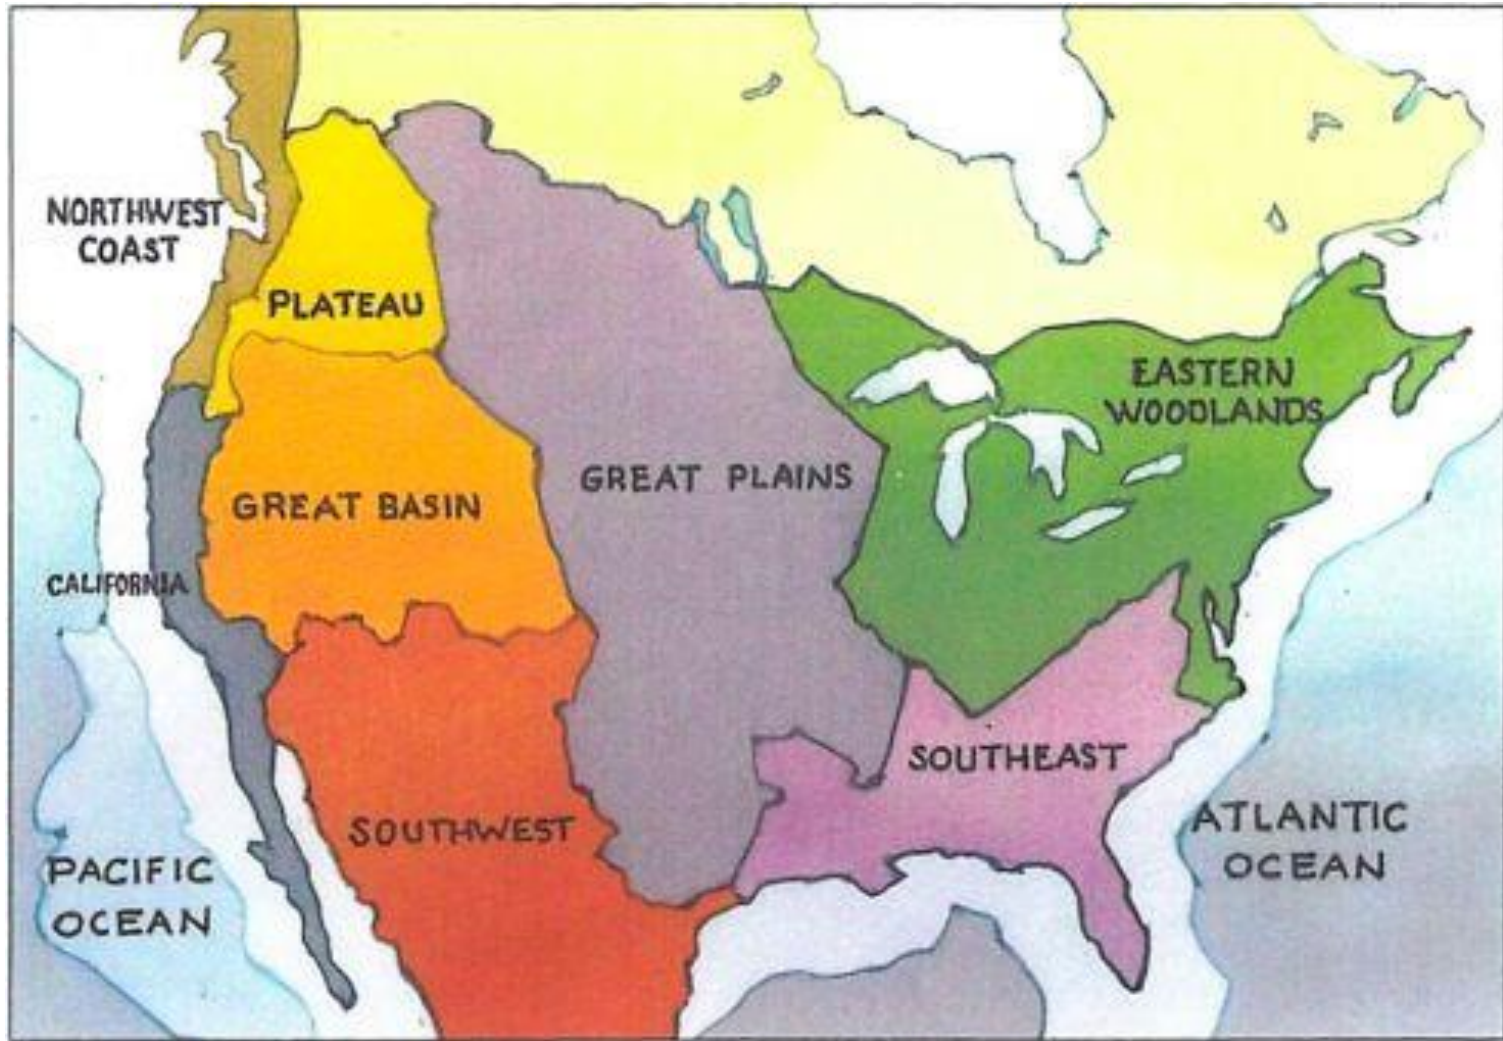 NORTHWEST
COAST
PLATEAU
EASTERN
WOODLANDS
GREAT PLAINS
GREAT BASIN
CALIFORNIA
SOUTHEAST
SOUTHWEST
ATLANTIC
OCEAN
PACIFIC
OCEAN